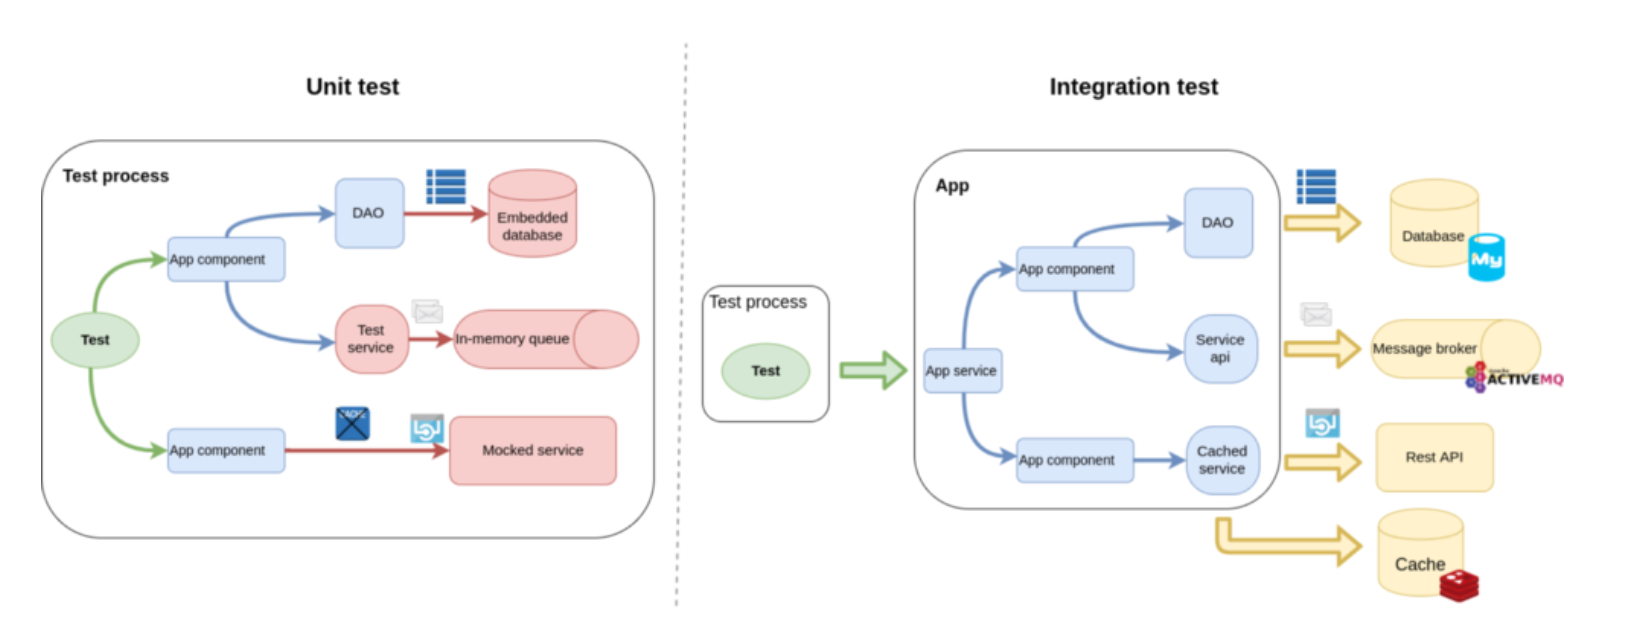 Unit test
Test process
DAO
Embedded
database
App component
Test
Test
service
In-memory queue
CACHE
App component
Mocked service
Integration test
Test process
Test
App
App service
App component
DAO
Service
api
App component
Cached
service
Database
My
Message broker
ACTIVEMQ
Rest API
Cache